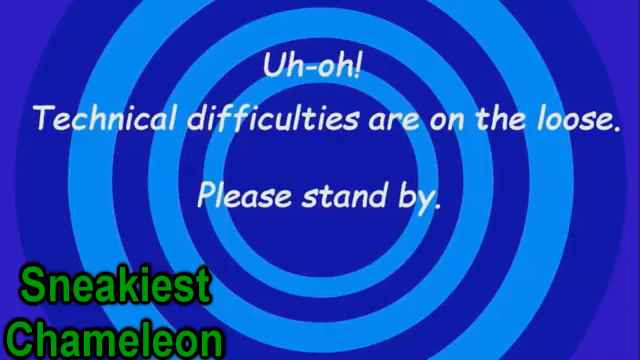 Uh-oh!
Technical difficulties are on the loose.
Please stand by.
Sneakiest
Chameleon